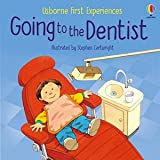 Usborne First Experiences
Going to the
Dentist
Illustrated by Stephen Cartwright